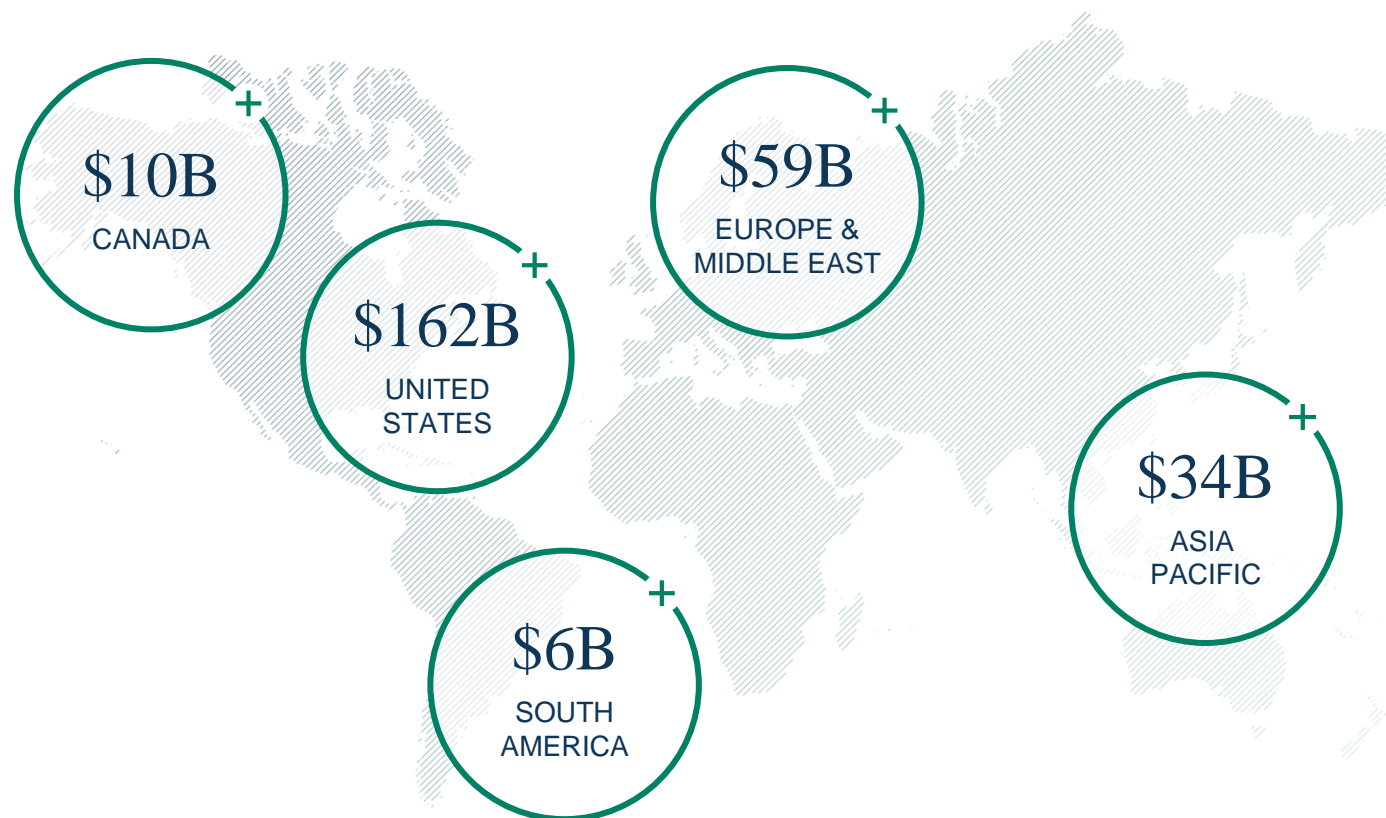 $10B
CANADA
$162B
UNITED
STATES
$59B
EUROPE &
MIDDLE EAST
$34B
ASIA
PACIFIC
$6B
SOUTH
AMERICA